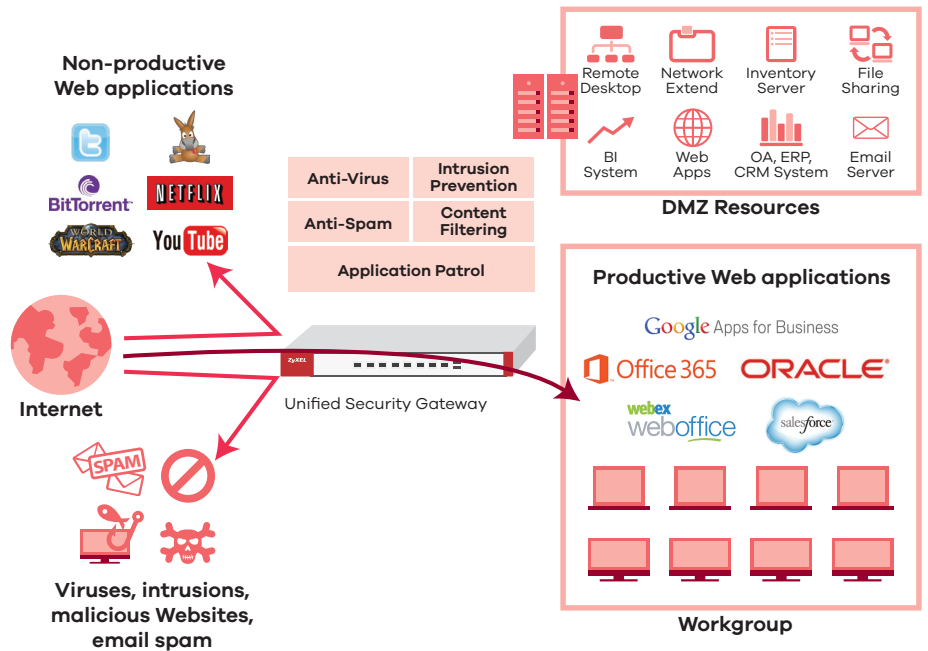 Non-productive
Web applications
BitTorrent
NETFLIX
WORLD
WARCRAFT
YouTube
Internet
SPAM
Viruses, intrusions,
malicious Websites,
email spam
Anti-Virus
Intrusion
Prevention
Anti-Spam
Content
Filtering
Application Patrol
ZyXEL
Unified Security Gateway
Remote
Desktop
Network
Extend
Inventory
Server
File
Sharing
BI
System
Web
Apps
OA, ERP,
CRM System
Email
Server
DMZ Resources
Productive Web applications
Google Apps for Business
Office 365
ORACLE®
webex
weboffice
salesforce
Workgroup